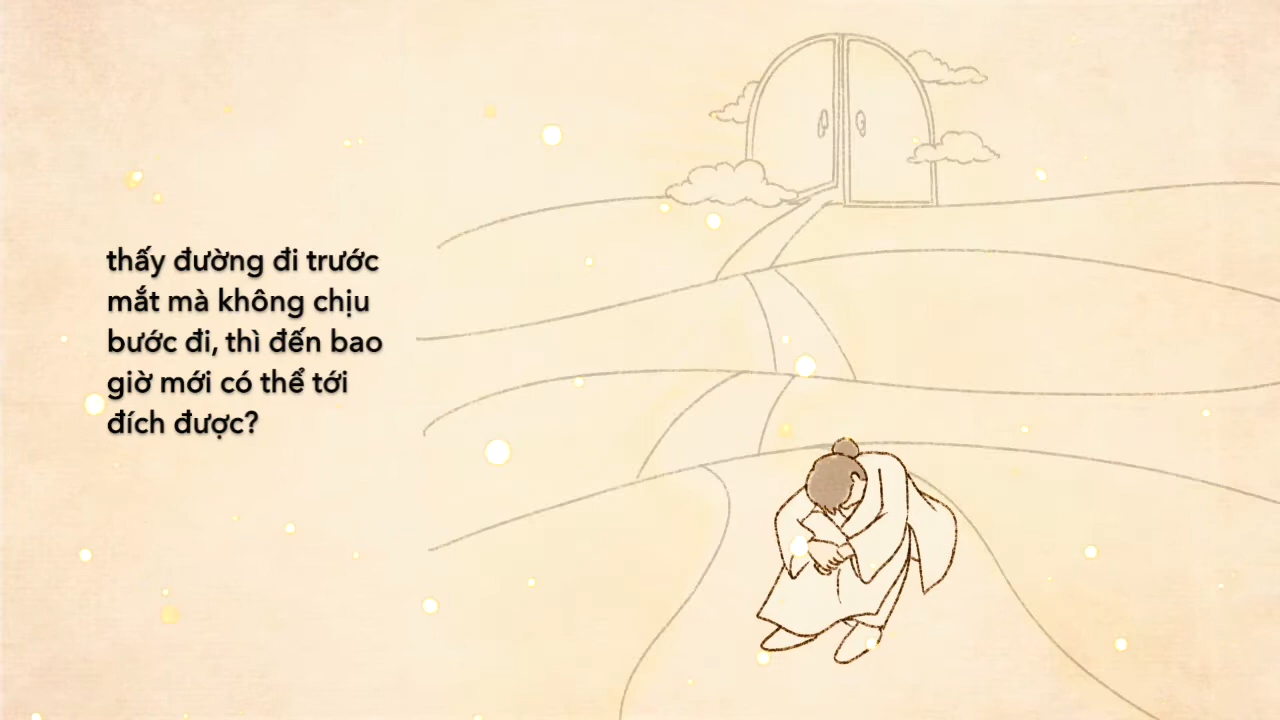 thấy đường đi trước
mắt mà không chịu
bước đi, thì đến bao
giờ mới có thể tới
đích được?